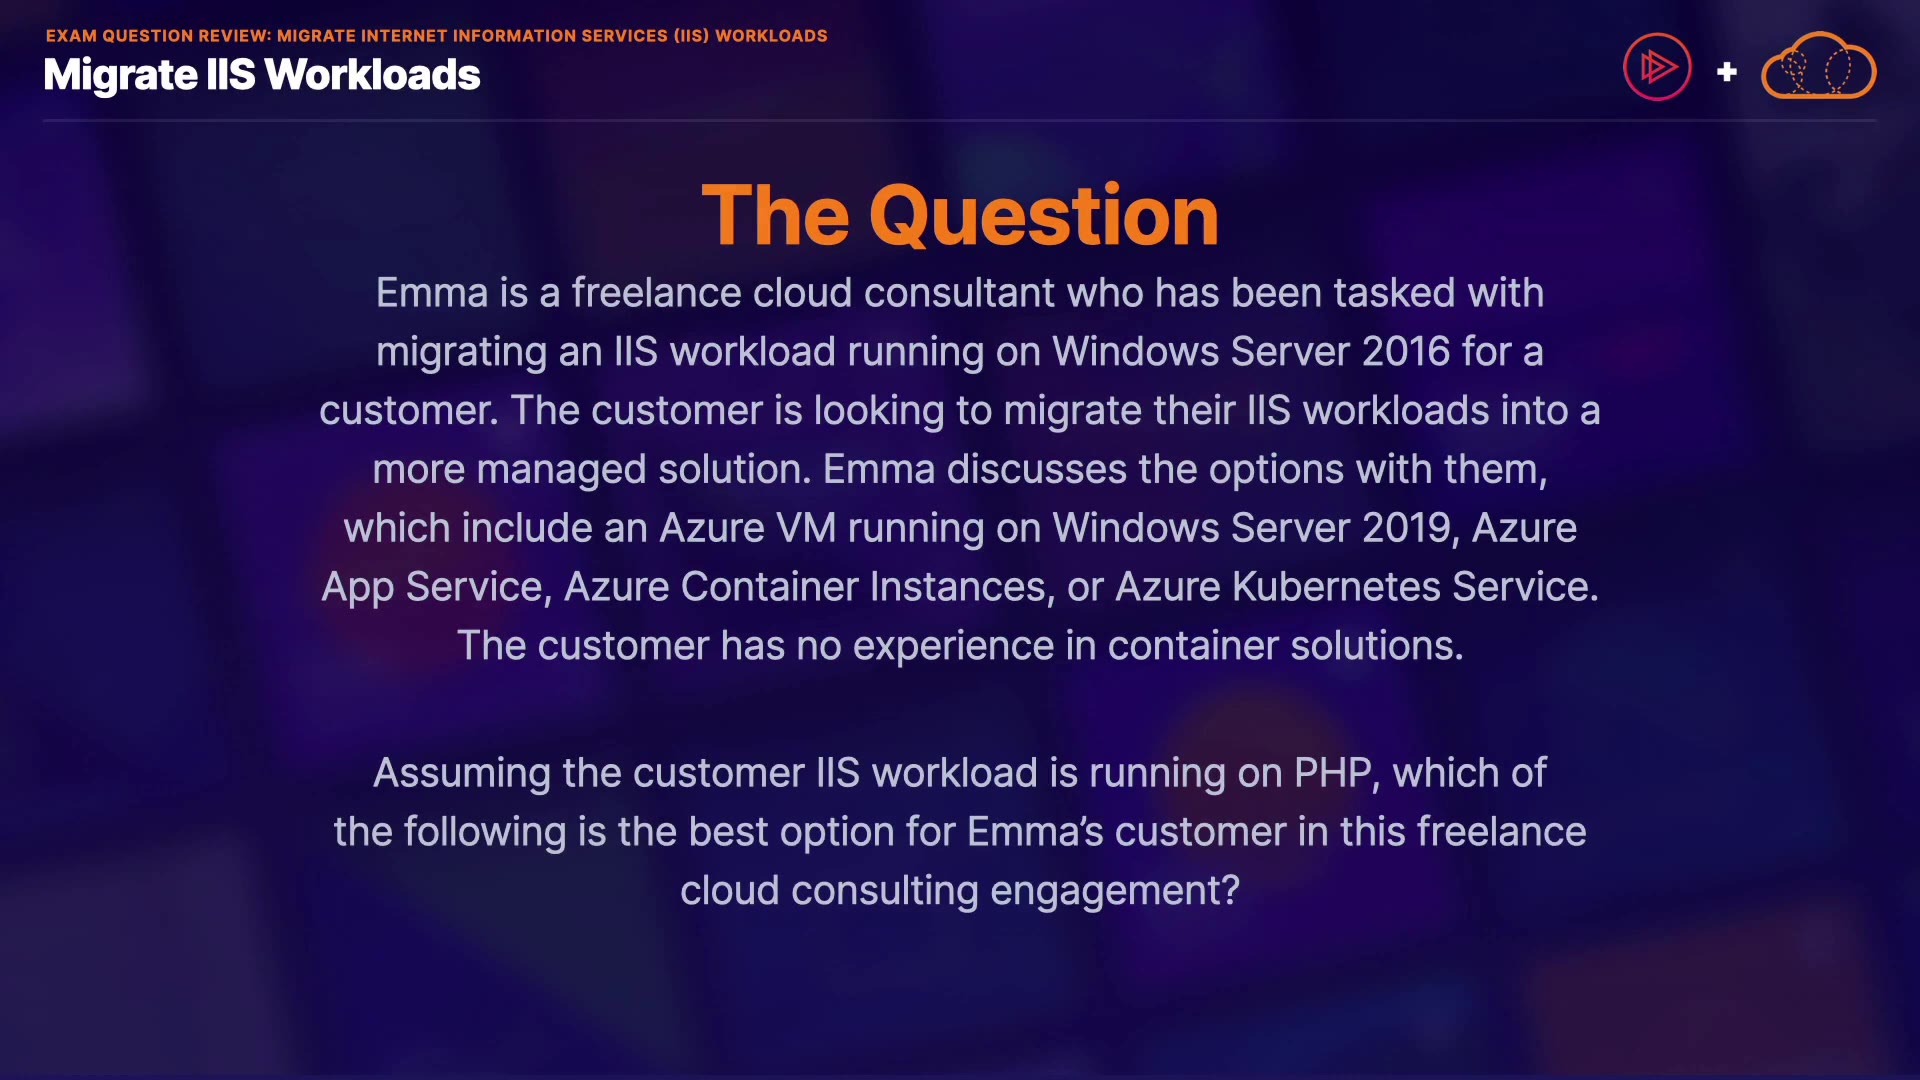 EXAM QUESTION REVIEW: MIGRATE INTERNET INFORMATION SERVICES (IIS) WORKLOADS
Migrate IIS Workloads
The Question
Emma is a freelance cloud consultant who has been tasked with
migrating an IIS workload running on Windows Server 2016 for a
customer. The customer is looking to migrate their IIS workloads into a
more managed solution. Emma discusses the options with them,
which include an Azure VM running on Windows Server 2019, Azure
App Service, Azure Container Instances, or Azure Kubernetes Service.
The customer has no experience in container solutions.
Assuming the customer IIS workload is running on PHP, which of
the following is the best option for Emma’s customer in this freelance
cloud consulting engagement?